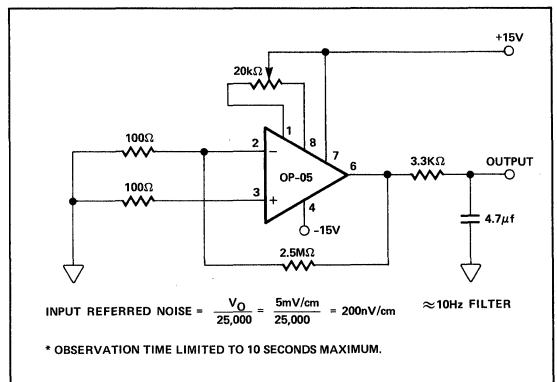 +15V
20kΩ
1
8
7
100Ω
2
−
OP-05
6
3.3KΩ
OUTPUT
100Ω
3
+
4
-15V
4.7μf
2.5MΩ
INPUT REFERRED NOISE = V_O / 25,000 = 5mV/cm / 25,000 = 200nV/cm
≈10Hz FILTER
* OBSERVATION TIME LIMITED TO 10 SECONDS MAXIMUM.